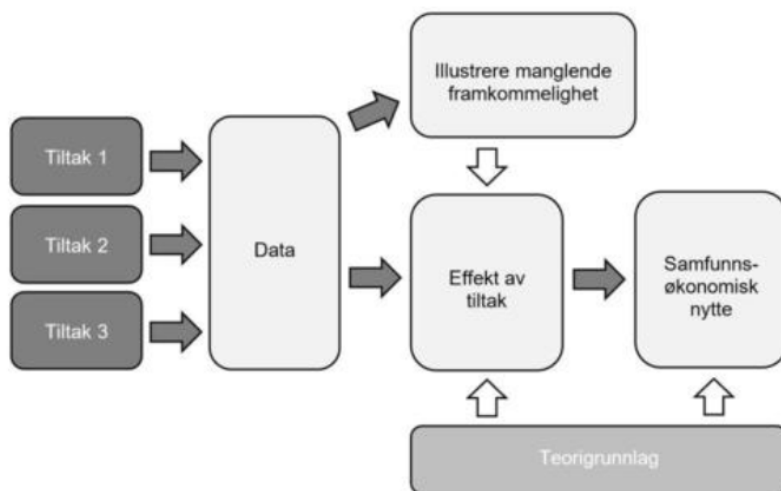 Illustrere manglende
framkommelighet
Tiltak 1
Tiltak 2
Tiltak 3
Data
Effekt av
tiltak
Samfunns-
økonomisk
nytte
Teorigrunnlag